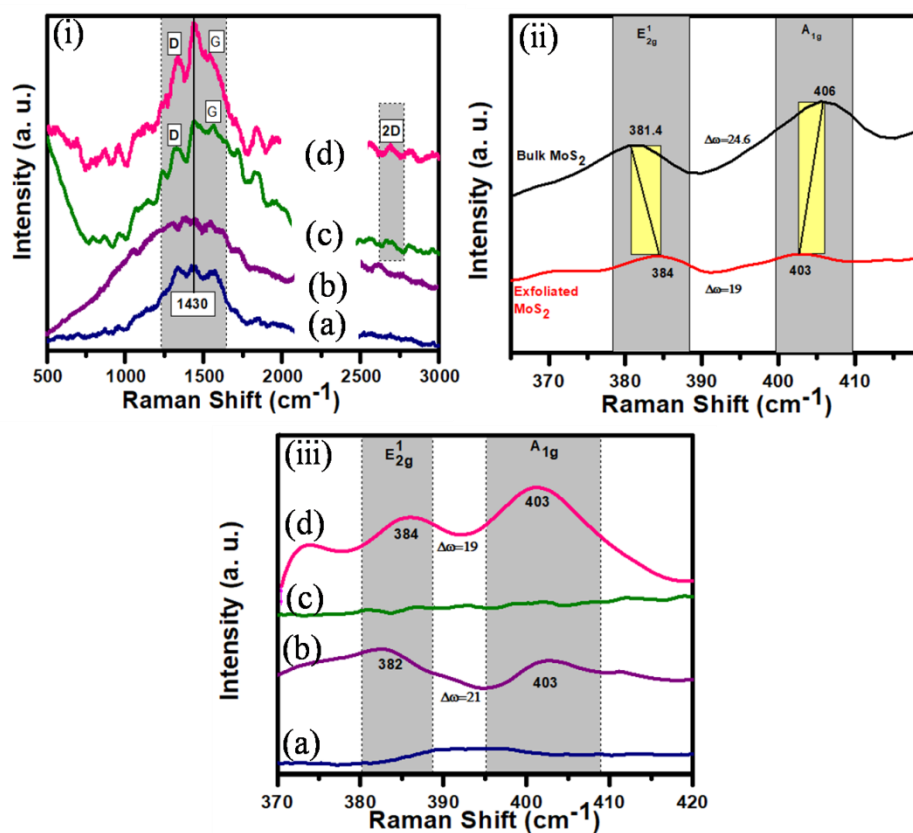 (i)
D
G
D
G
2D
(d)
(c)
(b)
(a)
1430
Intensity (a. u.)
500 1000 1500 2000 2500 3000
Raman Shift (cm⁻¹)
(ii)
E¹2g
A1g
406
381.4
Δω=24.6
Bulk MoS₂
384
403
Δω=19
Exfoliated
MoS₂
Intensity (a. u.)
370 380 390 400 410
Raman Shift (cm⁻¹)
(iii)
E¹2g
A1g
(d)
384
403
Δω=19
(c)
(b)
382
403
Δω=21
(a)
Intensity (a. u.)
370 380 390 400 410 420
Raman Shift (cm⁻¹)